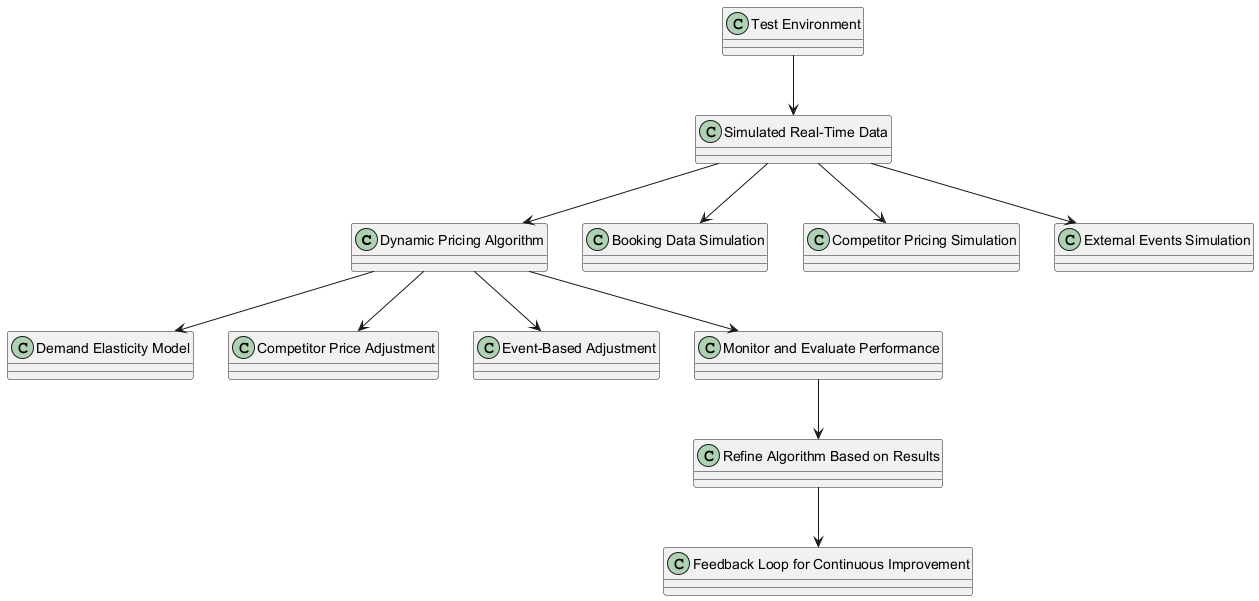 C Test Environment
C Simulated Real-Time Data
C Dynamic Pricing Algorithm
C Booking Data Simulation
C Competitor Pricing Simulation
C External Events Simulation
C Demand Elasticity Model
C Competitor Price Adjustment
C Event-Based Adjustment
C Monitor and Evaluate Performance
C Refine Algorithm Based on Results
C Feedback Loop for Continuous Improvement